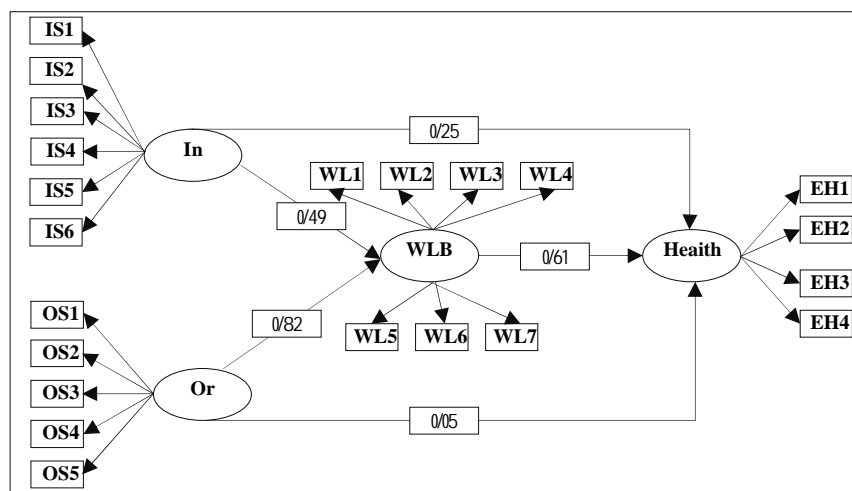 IS1
IS2
IS3
IS4
IS5
IS6
In
0/25
WL1
WL2
WL3
WL4
0/49
WLB
0/61
Heaith
EH1
EH2
EH3
EH4
0/82
WL5
WL6
WL7
OS1
OS2
OS3
OS4
OS5
Or
0/05